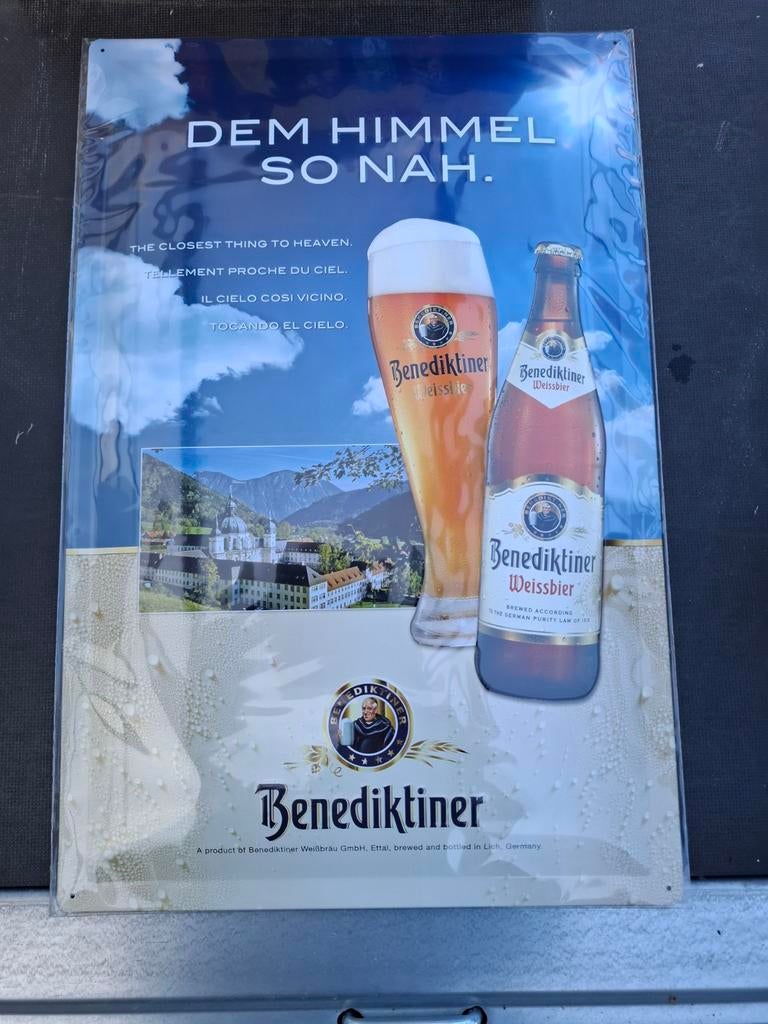 DEM HIMMEL
SO NAH.
THE CLOSEST THING TO HEAVEN.
TELLEMENT PROCHE DU CIEL.
IL CIELO COSI VICINO.
TOCANDO EL CIELO.
BENEDIKTINER
Benediktiner
Weissbier
Benediktiner
Weissbier
BENEDIKTINER
Benediktiner
Weissbier
BREWED ACCORDING
TO THE GERMAN PURITY LAW OF
BENEDIKTINER
Benediktiner
A product of Benediktiner Weißbräu GmbH, Ettal, brewed and bottled in Lich, Germany.